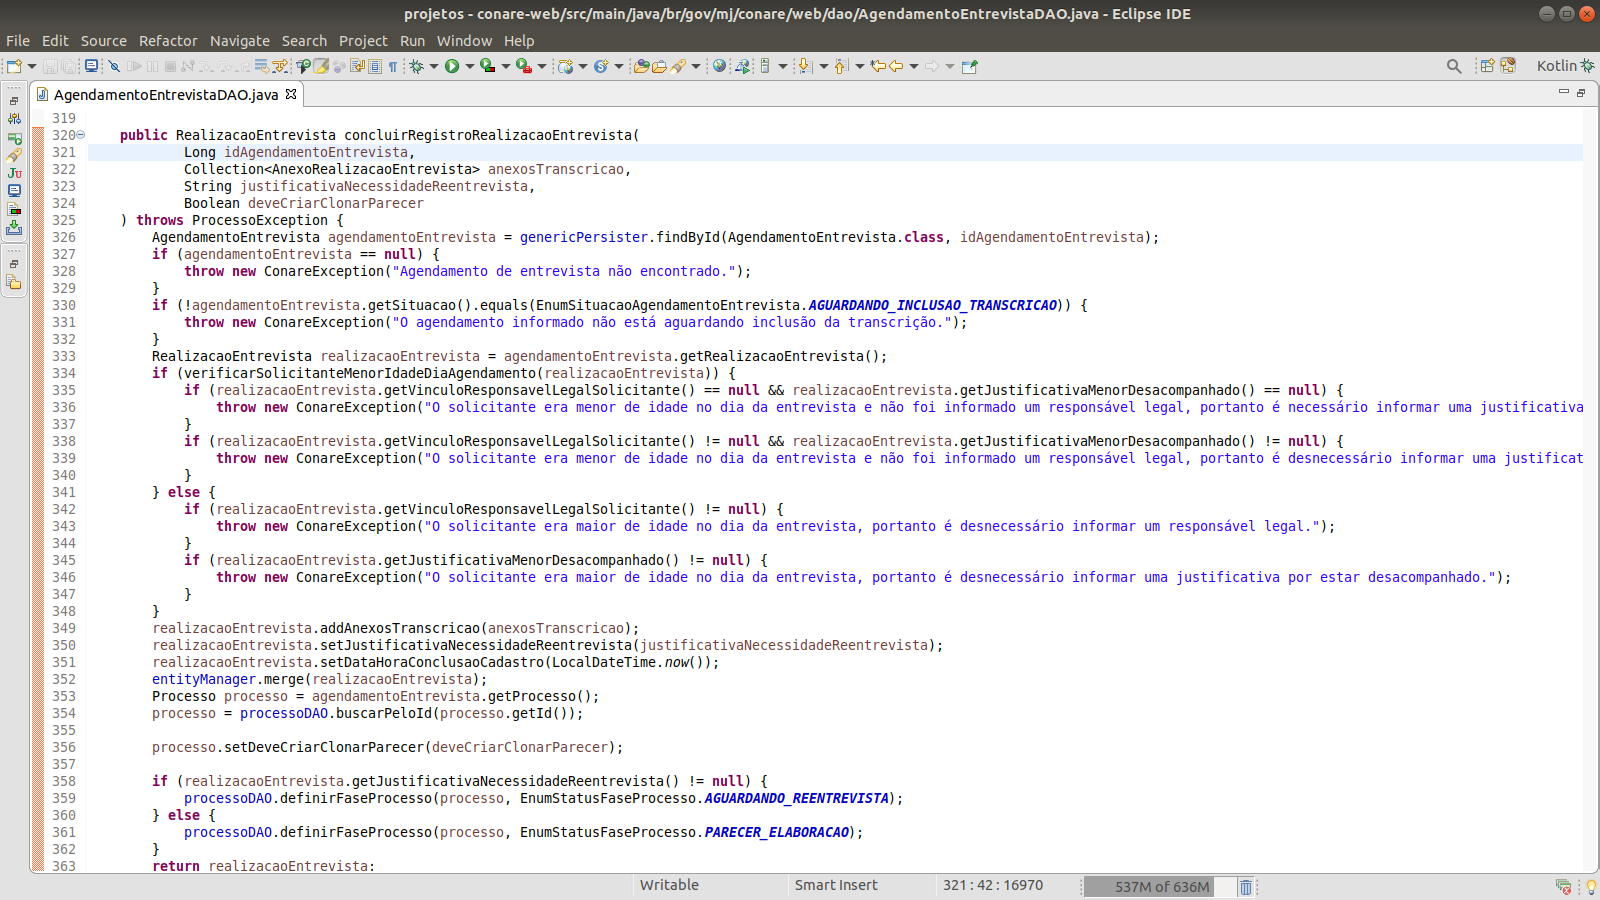 projetos - conare-web/src/main/java/br/gov/mj/conare/web/dao/AgendamentoEntrevistaDAO.java - Eclipse IDE
File Edit Source Refactor Navigate Search Project Run Window Help
Kotlin
AgendamentoEntrevistaDAO.java
319
320 public RealizacaoEntrevista concluirRegistroRealizacaoEntrevista(
321 Long idAgendamentoEntrevista,
322 Collection<AnexoRealizacaoEntrevista> anexosTranscricao,
323 String justificativaNecessidadeReentrevista,
324 Boolean deveCriarClonarParecer
325 ) throws ProcessoException {
326 AgendamentoEntrevista agendamentoEntrevista = genericPersister.findById(AgendamentoEntrevista.class, idAgendamentoEntrevista);
327 if (agendamentoEntrevista == null) {
328 throw new ConareException("Agendamento de entrevista não encontrado.");
329 }
330 if (!agendamentoEntrevista.getSituacao().equals(EnumSituacaoAgendamentoEntrevista.AGUARDANDO_INCLUSAO_TRANSCRICAO)) {
331 throw new ConareException("O agendamento informado não está aguardando inclusão da transcrição.");
332 }
333 RealizacaoEntrevista realizacaoEntrevista = agendamentoEntrevista.getRealizacaoEntrevista();
334 if (verificarSolicitanteMenorIdadeDiaAgendamento(realizacaoEntrevista)) {
335 if (realizacaoEntrevista.getVinculoResponsavelLegalSolicitante() == null && realizacaoEntrevista.getJustificativaMenorDesacompanhado() == null) {
336 throw new ConareException("O solicitante era menor de idade no dia da entrevista e não foi informado um responsável legal, portanto é necessário informar uma justificativa
337 }
338 if (realizacaoEntrevista.getVinculoResponsavelLegalSolicitante() != null && realizacaoEntrevista.getJustificativaMenorDesacompanhado() != null) {
339 throw new ConareException("O solicitante era menor de idade no dia da entrevista e não foi informado um responsável legal, portanto é desnecessário informar uma justificat
340 }
341 } else {
342 if (realizacaoEntrevista.getVinculoResponsavelLegalSolicitante() != null) {
343 throw new ConareException("O solicitante era maior de idade no dia da entrevista, portanto é desnecessário informar um responsável legal.");
344 }
345 if (realizacaoEntrevista.getJustificativaMenorDesacompanhado() != null) {
346 throw new ConareException("O solicitante era maior de idade no dia da entrevista, portanto é desnecessário informar uma justificativa por estar desacompanhado.");
347 }
348 }
349 realizacaoEntrevista.addAnexosTranscricao(anexosTranscricao);
350 realizacaoEntrevista.setJustificativaNecessidadeReentrevista(justificativaNecessidadeReentrevista);
351 realizacaoEntrevista.setDataHoraConclusaoCadastro(LocalDateTime.now());
352 entityManager.merge(realizacaoEntrevista);
353 Processo processo = agendamentoEntrevista.getProcesso();
354 processo = processoDAO.buscarPeloId(processo.getId());
355
356 processo.setDeveCriarClonarParecer(deveCriarClonarParecer);
357
358 if (realizacaoEntrevista.getJustificativaNecessidadeReentrevista() != null) {
359 processoDAO.definirFaseProcesso(processo, EnumStatusFaseProcesso.AGUARDANDO_REENTREVISTA);
360 } else {
361 processoDAO.definirFaseProcesso(processo, EnumStatusFaseProcesso.PARECER_ELABORACAO);
362 }
363 return realizacaoEntrevista;
Writable Smart Insert 321 : 42 : 16970 537M of 636M